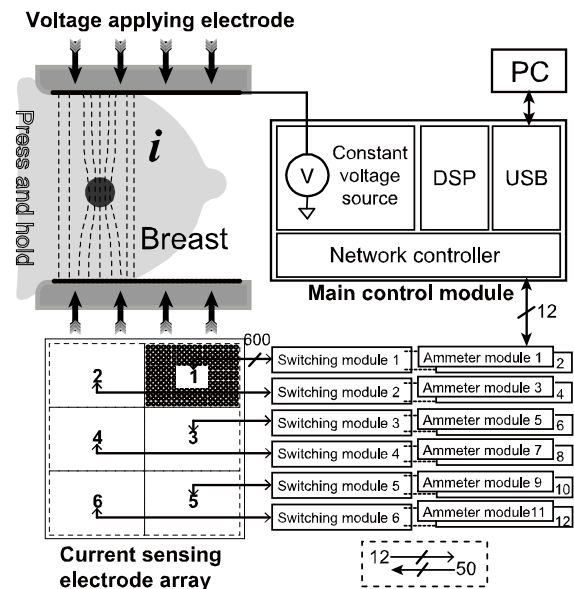 Voltage applying electrode
PC
Press and hold
i
V
Constant
voltage
source
DSP
USB
Breast
Network controller
Main control module
12
600
Switching module 1
Ammeter module 1
2
Switching module 2
Ammeter module 3
4
Switching module 3
Ammeter module 5
6
Switching module 4
Ammeter module 7
8
Switching module 5
Ammeter module 9
10
Switching module 6
Ammeter module11
12
2
1
4
3
6
5
Current sensing
electrode array
12
50